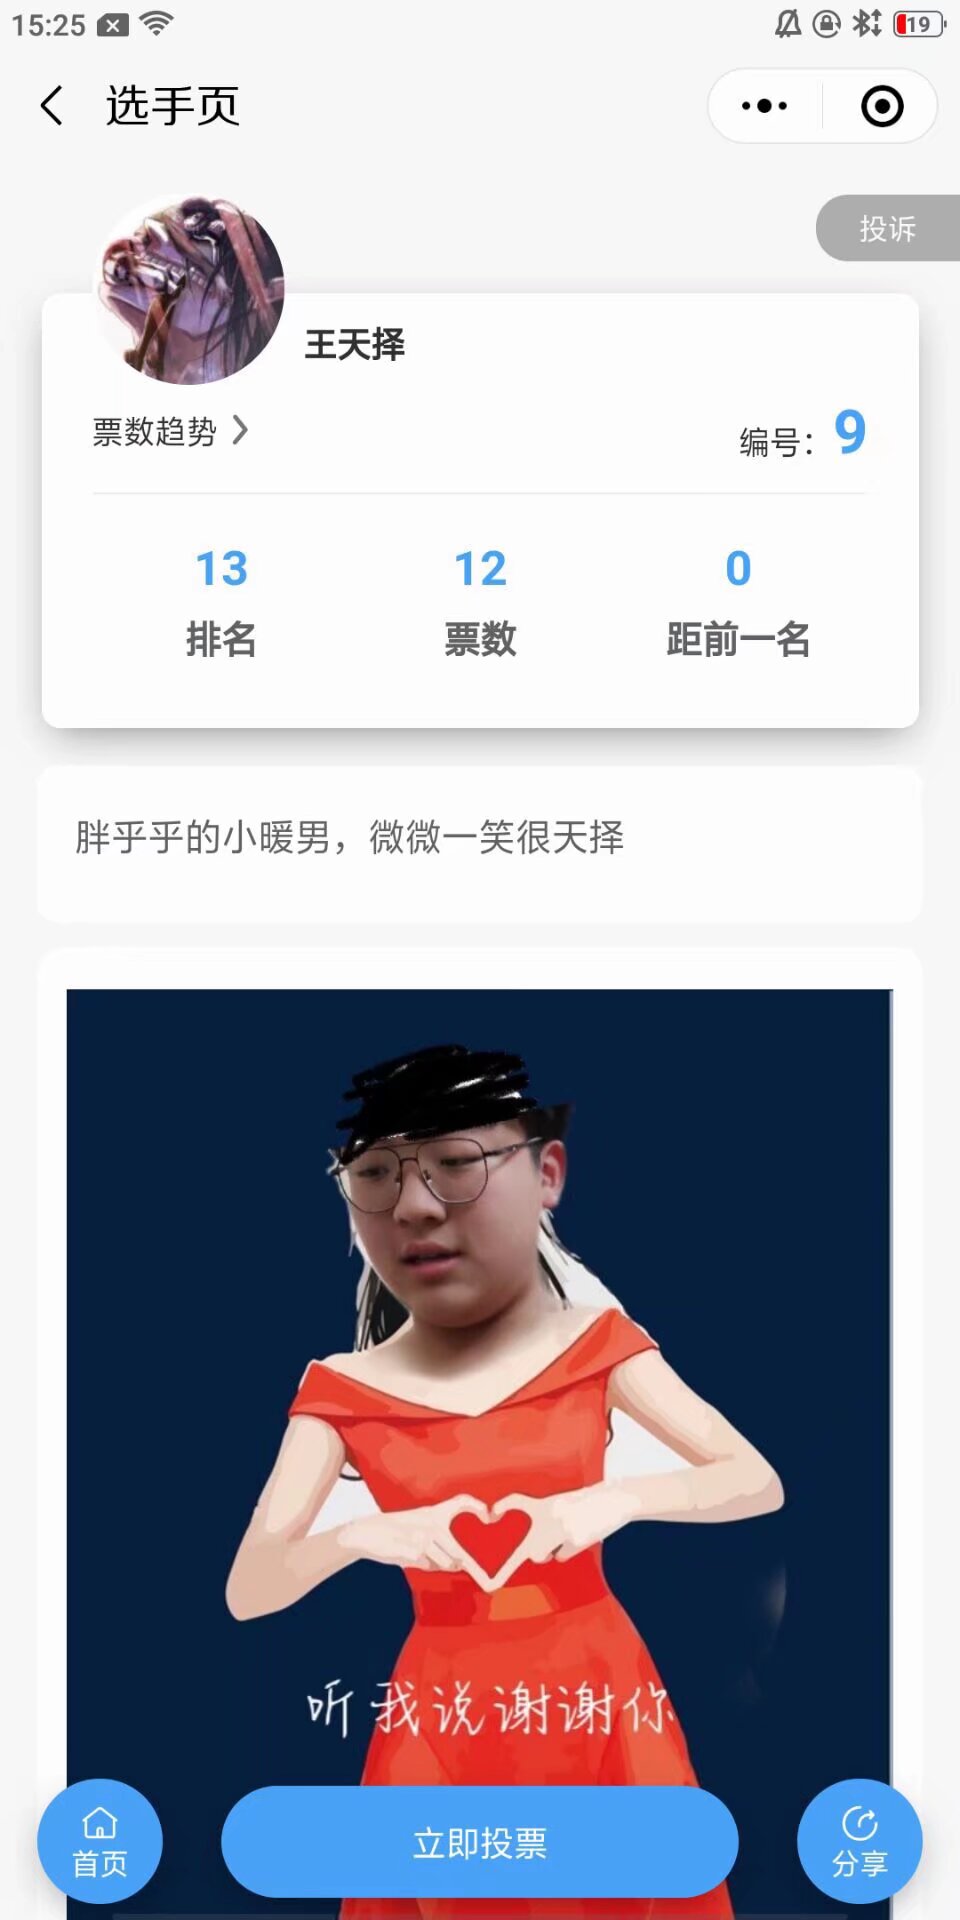 15:25
19
选手页
投诉
王天择
票数趋势
编号：9
13 12 0
排名 票数 距前一名
胖乎乎的小暖男，微微一笑很天择
听我说谢谢你
首页 立即投票 分享